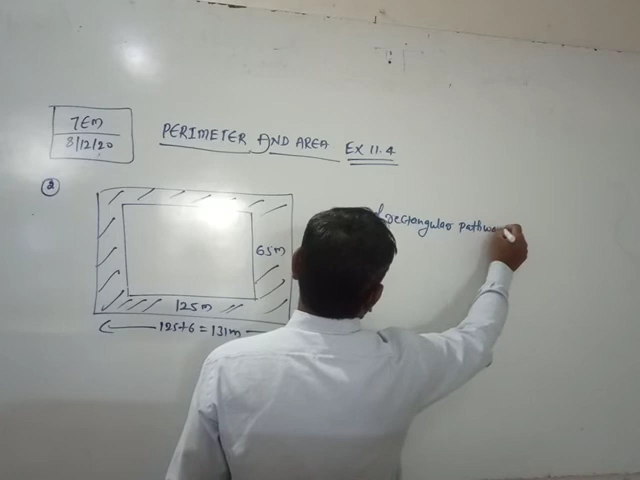 7EM
8/12/20
PERIMETER AND AREA Ex 11.4
2
rectangular pathwa
65m
125m
125+6 = 131m